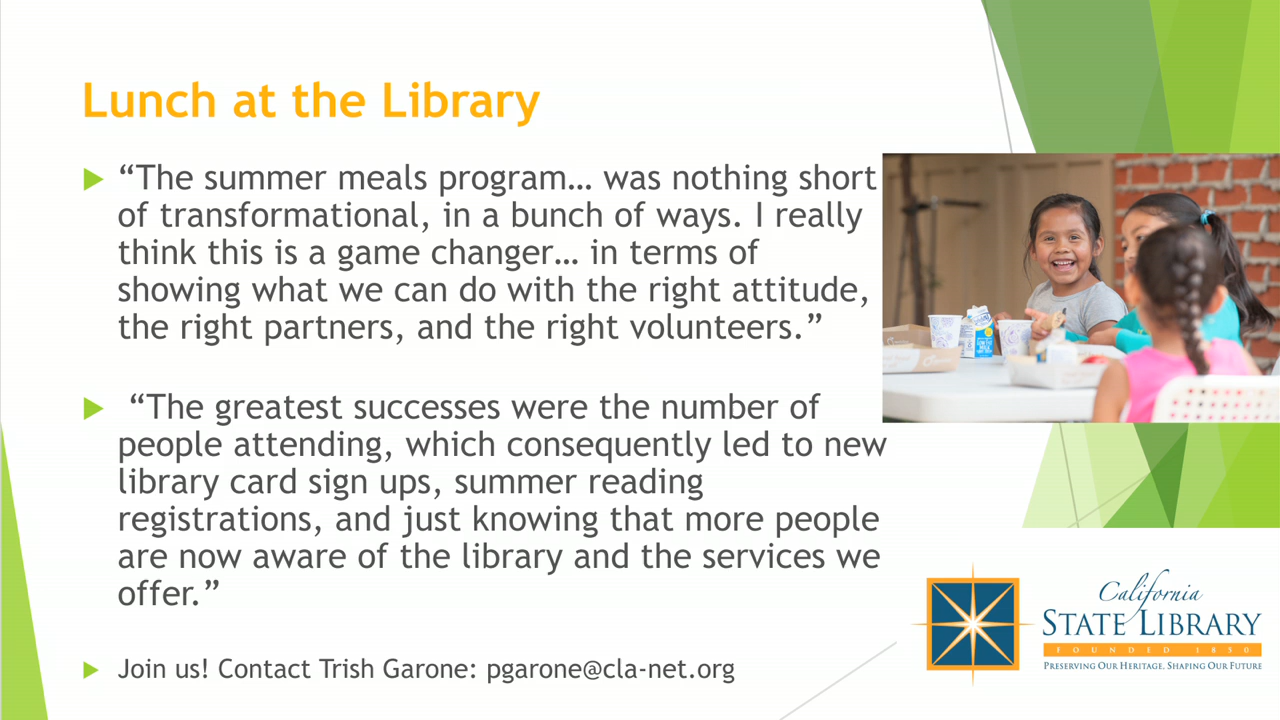 Lunch at the Library
“The summer meals program… was nothing short
of transformational, in a bunch of ways. I really
think this is a game changer… in terms of
showing what we can do with the right attitude,
the right partners, and the right volunteers.”
“The greatest successes were the number of
people attending, which consequently led to new
library card sign ups, summer reading
registrations, and just knowing that more people
are now aware of the library and the services we
offer.”
Join us! Contact Trish Garone: pgarone@cla-net.org
California
STATE LIBRARY
FOUNDED 1850
PRESERVING OUR HERITAGE, SHAPING OUR FUTURE